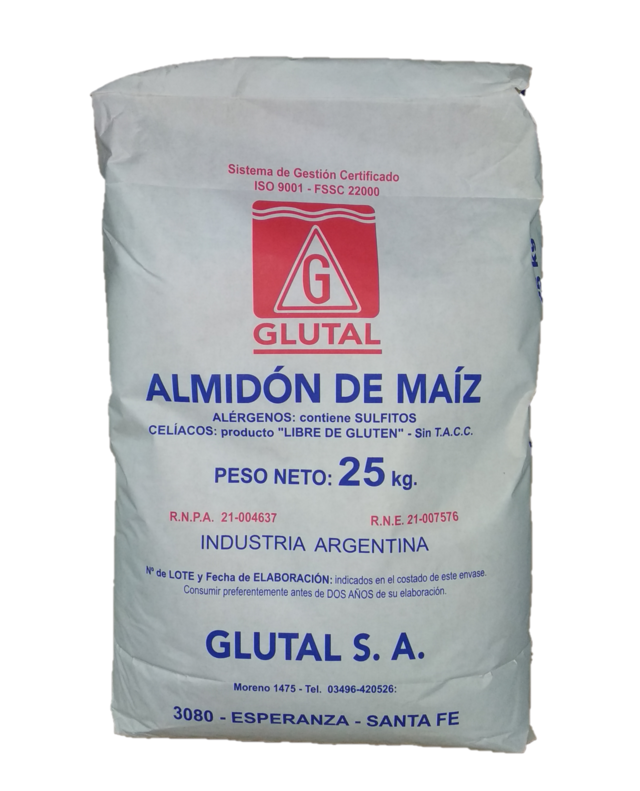 Sistema de Gestión Certificado
ISO 9001 - FSSC 22000
G
GLUTAL
ALMIDÓN DE MAÍZ
ALÉRGENOS: contiene SULFITOS
CELÍACOS: producto "LIBRE DE GLUTEN" - Sin T.A.C.C.
PESO NETO: 25 kg.
R.N.P.A. 21-004637 R.N.E. 21-007576
INDUSTRIA ARGENTINA
Nº de LOTE y Fecha de ELABORACIÓN: indicados en el costado de este envase.
Consumir preferentemente antes de DOS AÑOS de su elaboración.
GLUTAL S. A.
Moreno 1475 - Tel. 03496-420526:
3080 - ESPERANZA - SANTA FE